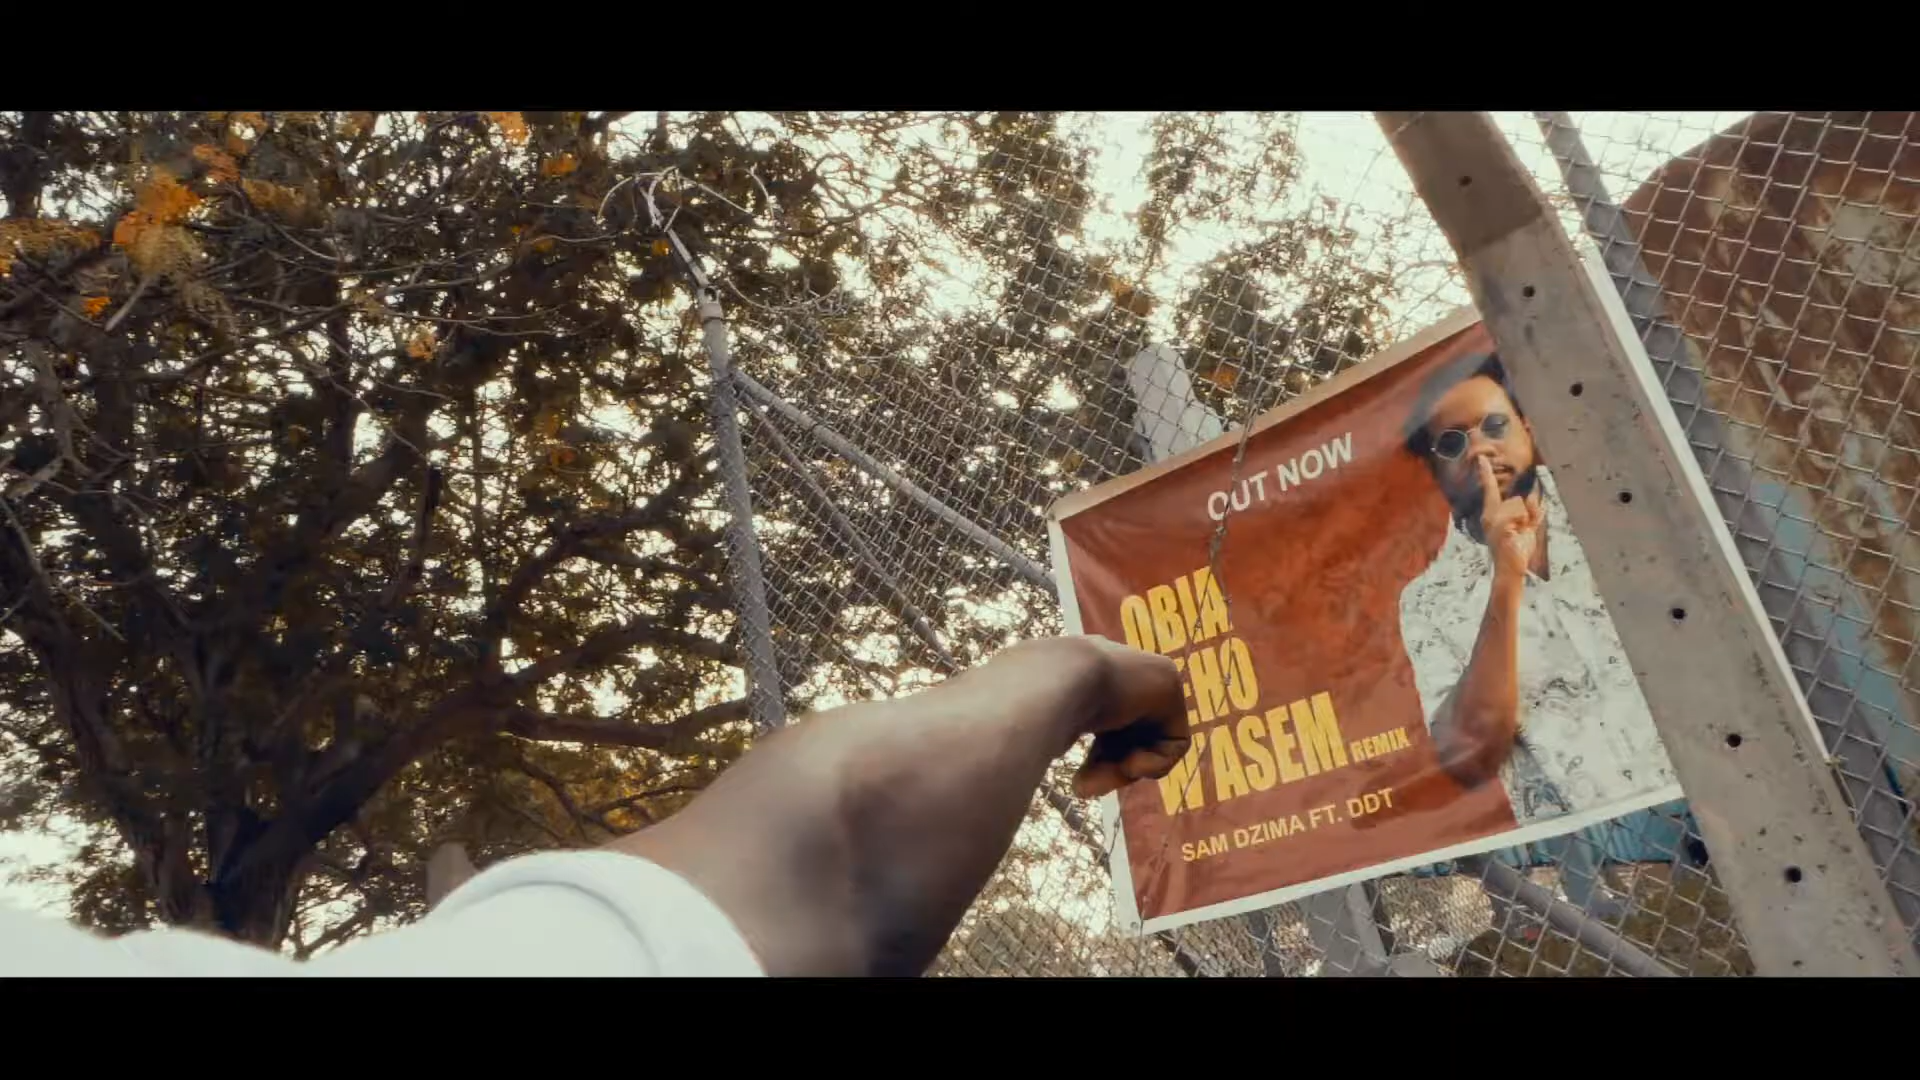 OUT NOW
OBIA
EHO
W'ASEM REMIX
SAM DZIMA FT. DDT